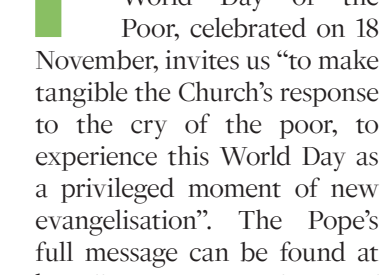 World Day of the
Poor, celebrated on 18
November, invites us “to make
tangible the Church’s response
to the cry of the poor, to
experience this World Day as
a privileged moment of new
evangelisation”. The Pope’s
full message can be found at